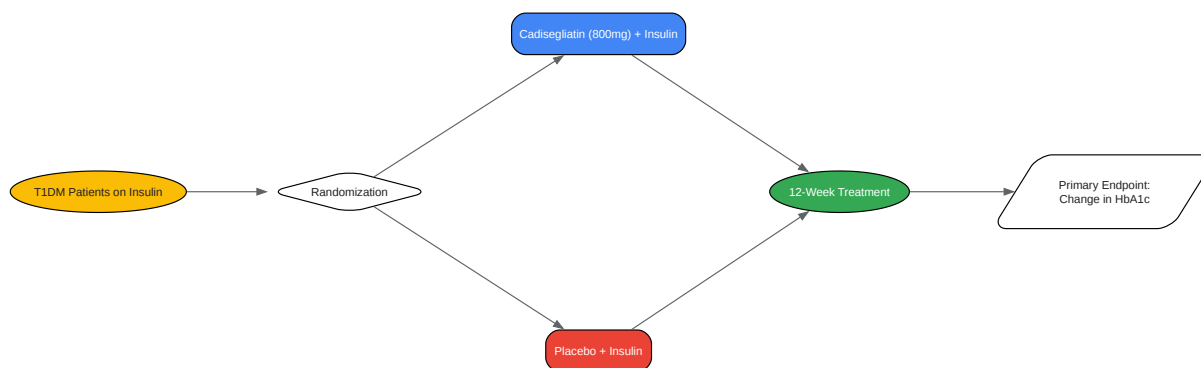 Cadisegliatin (800mg) + Insulin
T1DM Patients on Insulin
Randomization
12-Week Treatment
Primary Endpoint:
Change in HbA1c
Placebo + Insulin